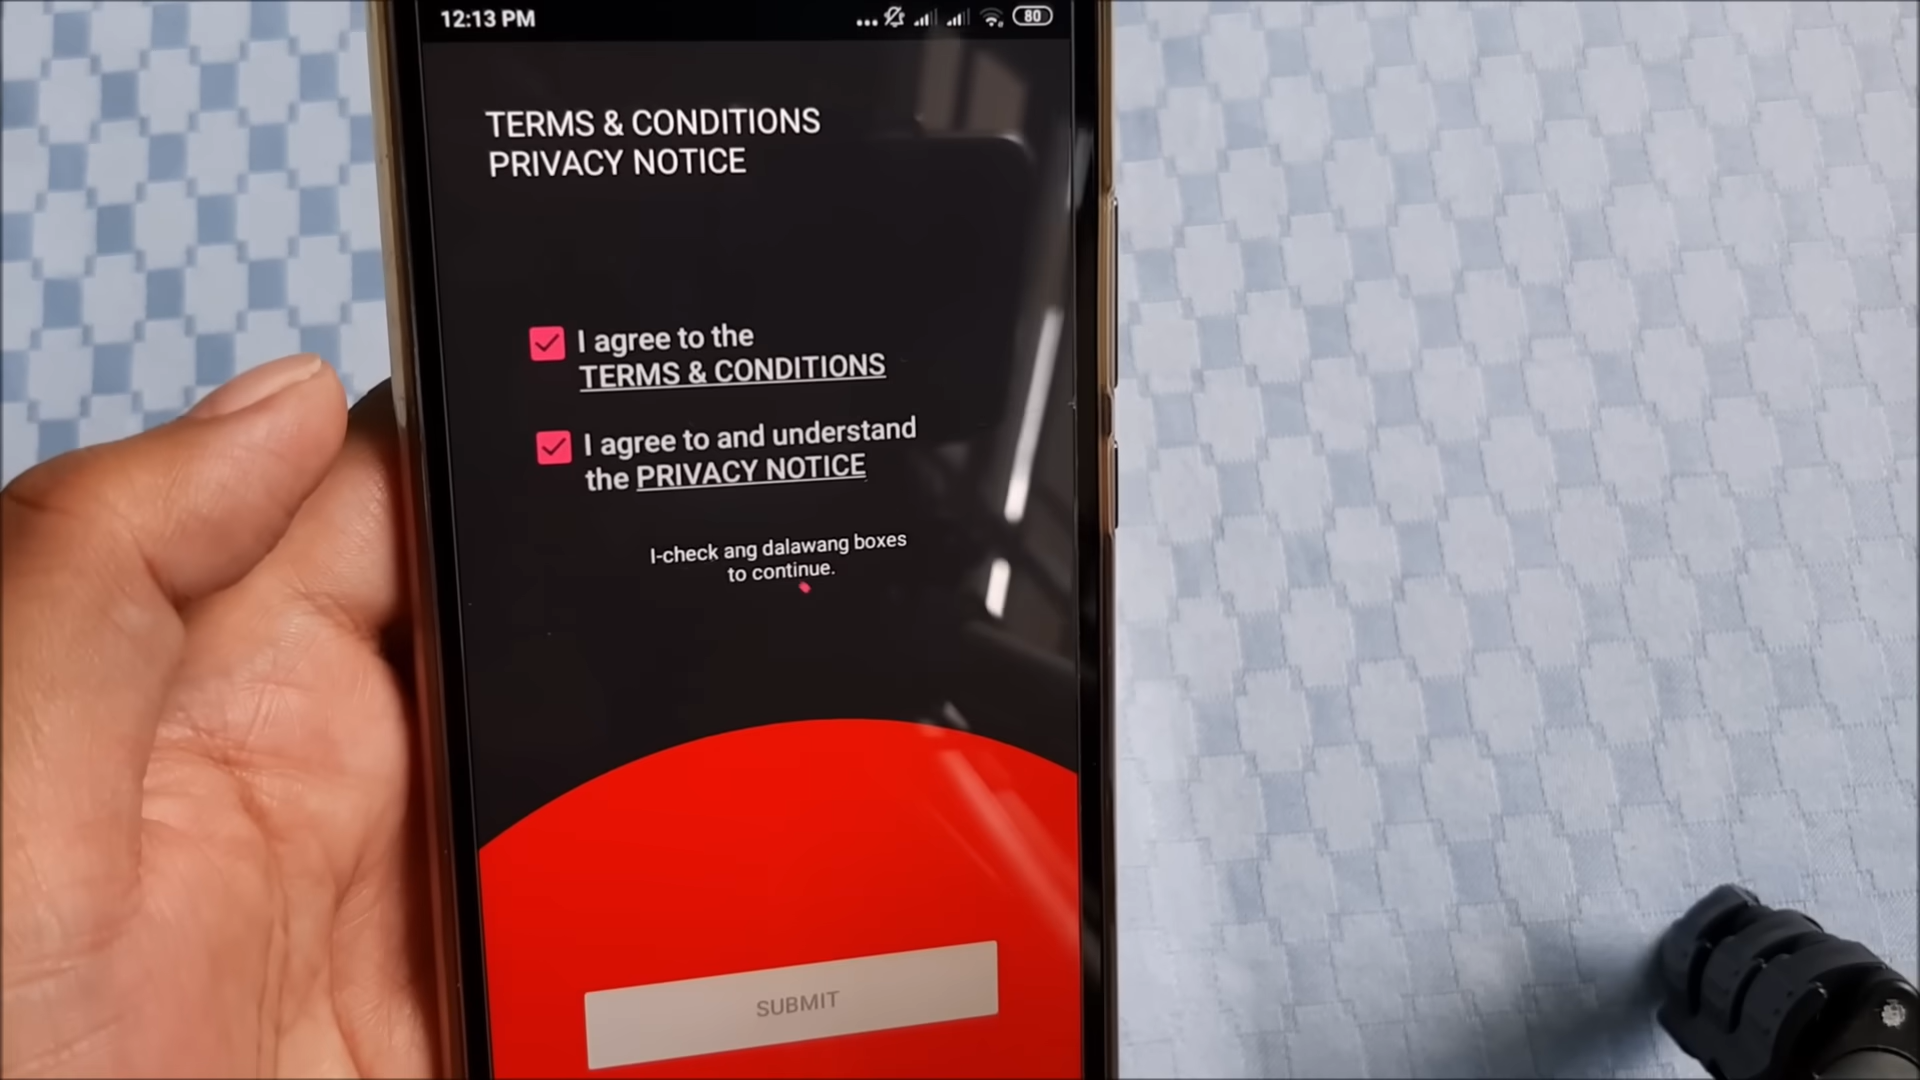 12:13 PM
80
TERMS & CONDITIONS
PRIVACY NOTICE
I agree to the
TERMS & CONDITIONS
I agree to and understand
the PRIVACY NOTICE
I-check ang dalawang boxes
to continue.
SUBMIT